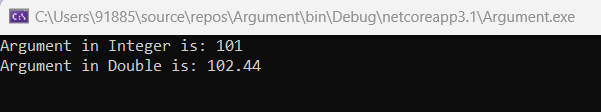 C:\Users\91885\source\repos\Argument\bin\Debug\netcoreapp3.1\Argument.exe
Argument in Integer is: 101
Argument in Double is: 102.44